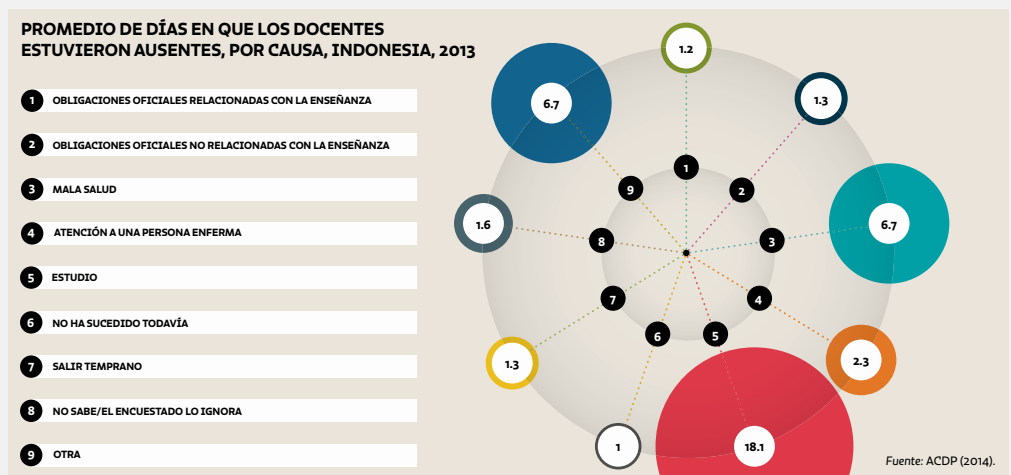 PROMEDIO DE DÍAS EN QUE LOS DOCENTES
ESTUVIERON AUSENTES, POR CAUSA, INDONESIA, 2013
1 OBLIGACIONES OFICIALES RELACIONADAS CON LA ENSEÑANZA
2 OBLIGACIONES OFICIALES NO RELACIONADAS CON LA ENSEÑANZA
3 MALA SALUD
4 ATENCIÓN A UNA PERSONA ENFERMA
5 ESTUDIO
6 NO HA SUCEDIDO TODAVÍA
7 SALIR TEMPRANO
8 NO SABE/EL ENCUESTADO LO IGNORA
9 OTRA
1.2
1.3
6.7
2.3
18.1
1
1.3
1.6
6.7
1
2
3
4
5
6
7
8
9
Fuente: ACDP (2014).